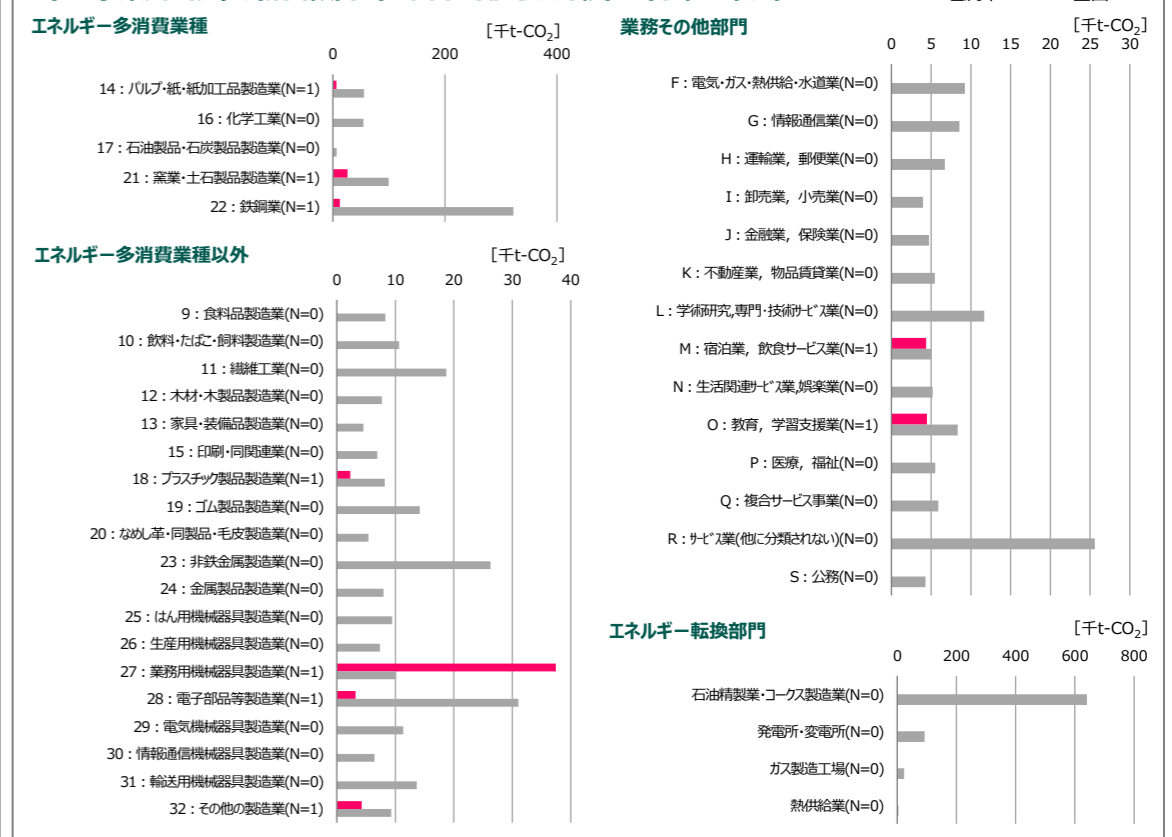 エネルギー多消費業種
[千t-CO₂]
0 200 400
14：パルプ・紙・紙加工品製造業(N=1)
16：化学工業(N=0)
17：石油製品・石炭製品製造業(N=0)
21：窯業・土石製品製造業(N=1)
22：鉄鋼業(N=1)
エネルギー多消費業種以外
[千t-CO₂]
0 10 20 30 40
9：食料品製造業(N=0)
10：飲料・たばこ・飼料製造業(N=0)
11：繊維工業(N=0)
12：木材・木製品製造業(N=0)
13：家具・装備品製造業(N=0)
15：印刷・同関連業(N=0)
18：プラスチック製品製造業(N=1)
19：ゴム製品製造業(N=0)
20：なめし革・同製品・毛皮製造業(N=0)
23：非鉄金属製造業(N=0)
24：金属製品製造業(N=0)
25：はん用機械器具製造業(N=0)
26：生産用機械器具製造業(N=0)
27：業務用機械器具製造業(N=1)
28：電子部品等製造業(N=1)
29：電気機械器具製造業(N=0)
30：情報通信機械器具製造業(N=0)
31：輸送用機械器具製造業(N=0)
32：その他の製造業(N=1)
業務その他部門
[千t-CO₂]
0 5 10 15 20 25 30
F：電気・ガス・熱供給・水道業(N=0)
G：情報通信業(N=0)
H：運輸業，郵便業(N=0)
I：卸売業，小売業(N=0)
J：金融業，保険業(N=0)
K：不動産業，物品賃貸業(N=0)
L：学術研究,専門・技術ｻｰﾋﾞｽ業(N=0)
M：宿泊業，飲食サービス業(N=1)
N：生活関連ｻｰﾋﾞｽ業,娯楽業(N=0)
O：教育，学習支援業(N=1)
P：医療，福祉(N=0)
Q：複合サービス事業(N=0)
R：ｻｰﾋﾞｽ業(他に分類されない)(N=0)
S：公務(N=0)
エネルギー転換部門
[千t-CO₂]
0 200 400 600 800
石油精製業・コークス製造業(N=0)
発電所・変電所(N=0)
ガス製造工場(N=0)
熱供給業(N=0)